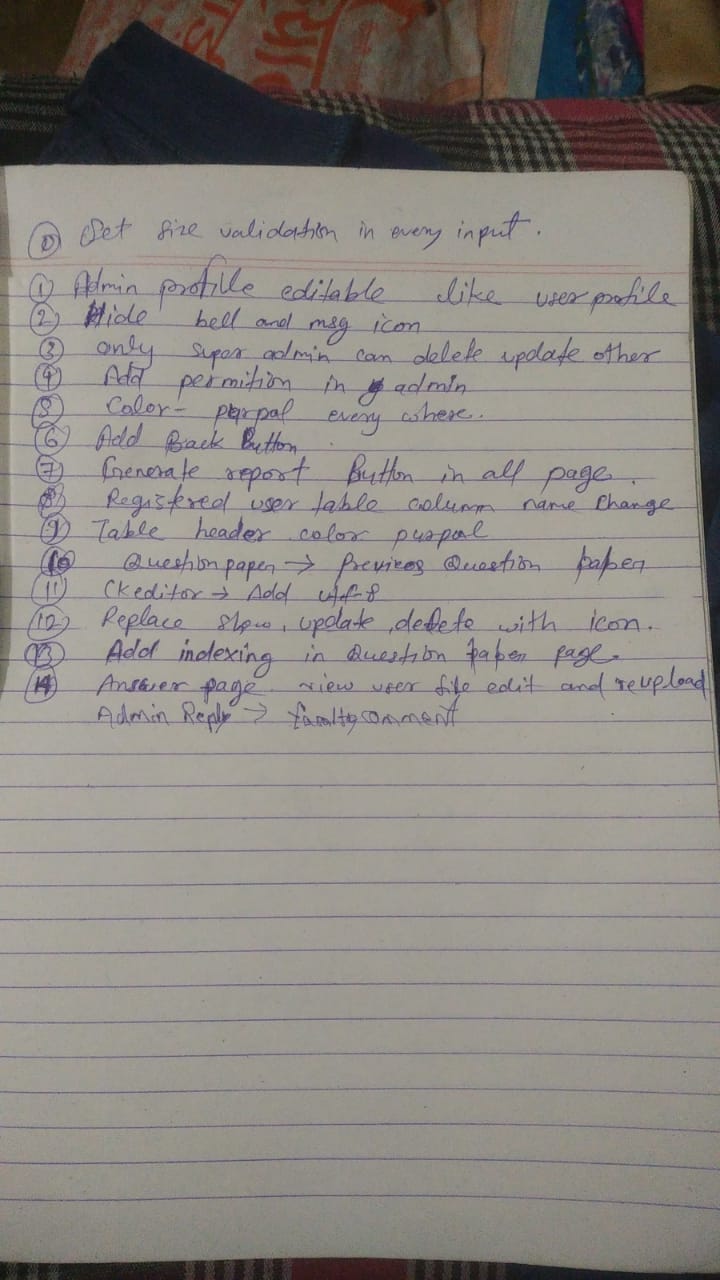 0 Set size validation in every input.
1 Admin profille editable like user profile
2 Hide bell and msg icon
3 only super admin can delete update other
4 Add permition in admin
5 Color - purpal every where.
6 Add Back Button
7 Generate report Button in all page.
8 Registered user table column name change
9 Table header color purpal
10 Question paper → Question paper
11 CKeditor → Add utf-8
12 Replace show, update, delete with icon.
13 Add indexing in Question paper page.
14 Answer page view user file edit and reupload
Admin Reply → faculty comment